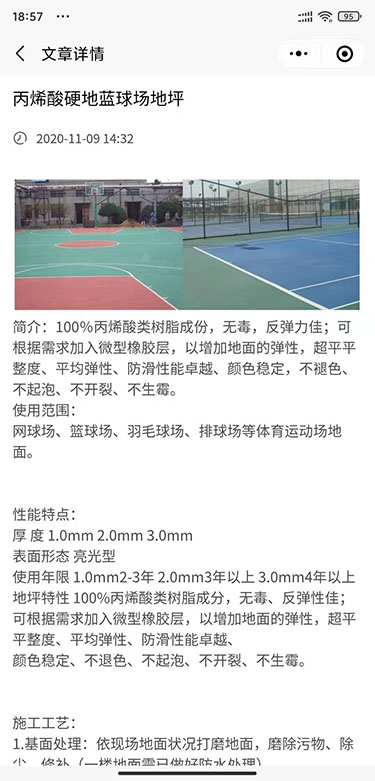 18:57
95
文章详情
丙烯酸硬地蓝球场地坪
2020-11-09 14:32
简介：100%丙烯酸类树脂成份，无毒，反弹力佳；可
根据需求加入微型橡胶层，以增加地面的弹性，超平平
整度、平均弹性、防滑性能卓越、颜色稳定，不褪色、
不起泡、不开裂、不生霉。
使用范围：
网球场、篮球场、羽毛球场、排球场等体育运动场地
面。
性能特点：
厚 度 1.0mm 2.0mm 3.0mm
表面形态 亮光型
使用年限 1.0mm2-3年 2.0mm3年以上 3.0mm4年以上
地坪特性 100%丙烯酸类树脂成分，无毒、反弹性佳；
可根据需求加入微型橡胶层，以增加地面的弹性，超平
平整度、平均弹性、防滑性能卓越、
颜色稳定、不退色、不起泡、不开裂、不生霉。
施工工艺：
1.基面处理：依现场地面状况打磨地面，磨除污物、除
尘、修补（一楼地面需已做好防水处理）